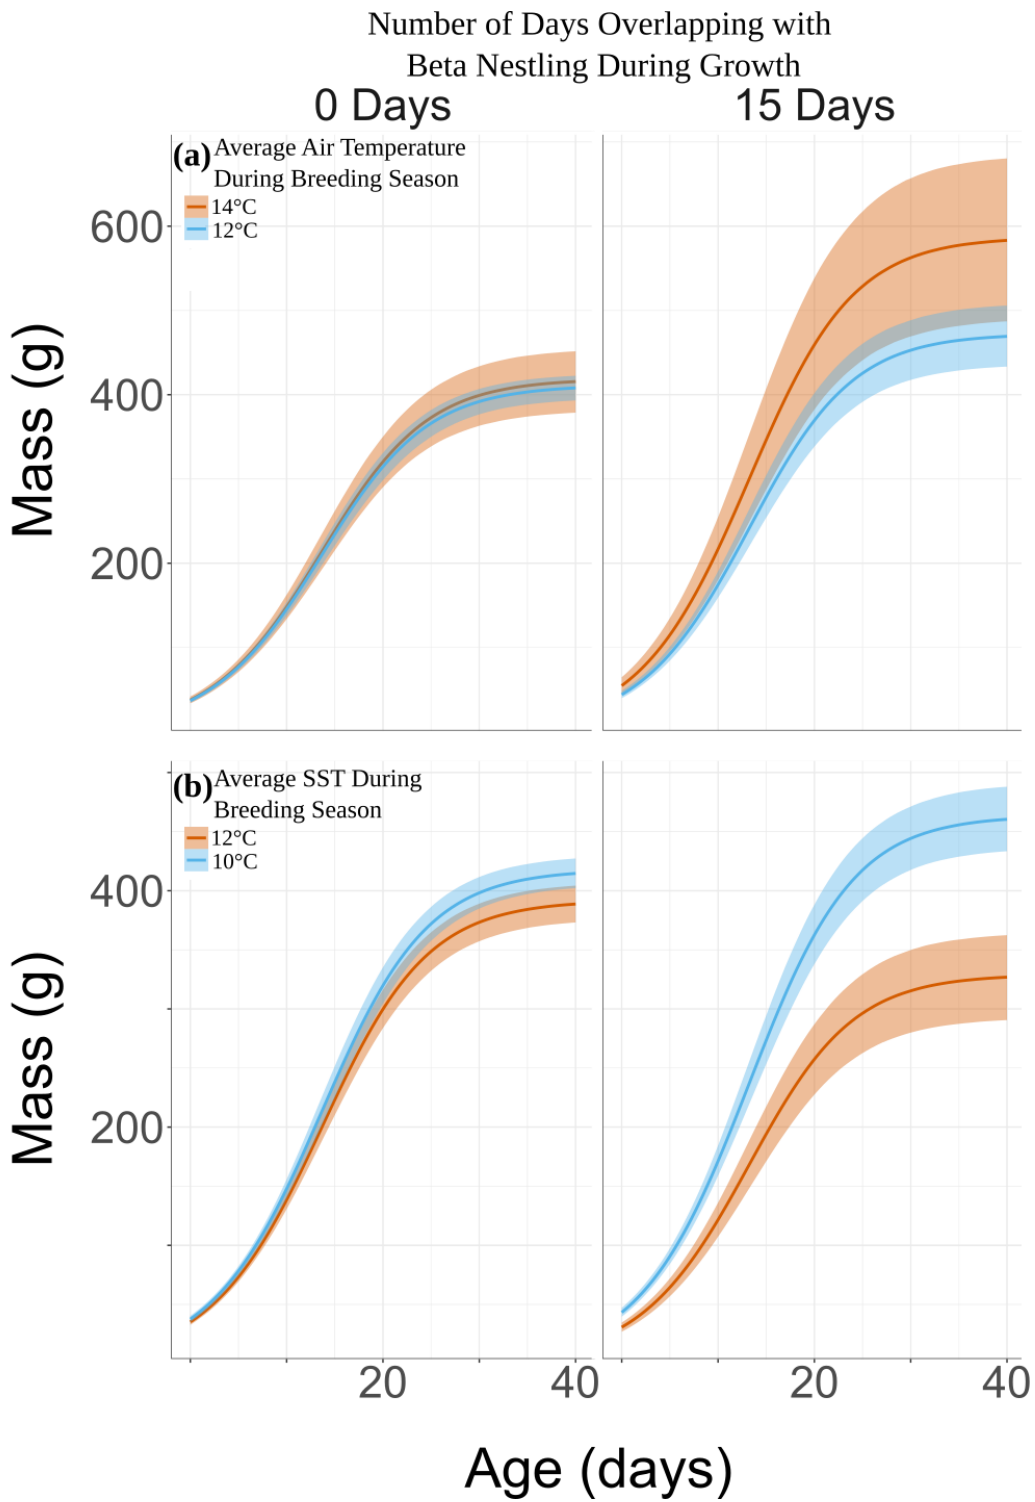 Number of Days Overlapping with
Beta Nestling During Growth
0 Days
15 Days
(a) Average Air Temperature
During Breeding Season
14°C
12°C
600
400
200
Mass (g)
(b) Average SST During
Breeding Season
12°C
10°C
400
200
Mass (g)
20
40
20
40
Age (days)